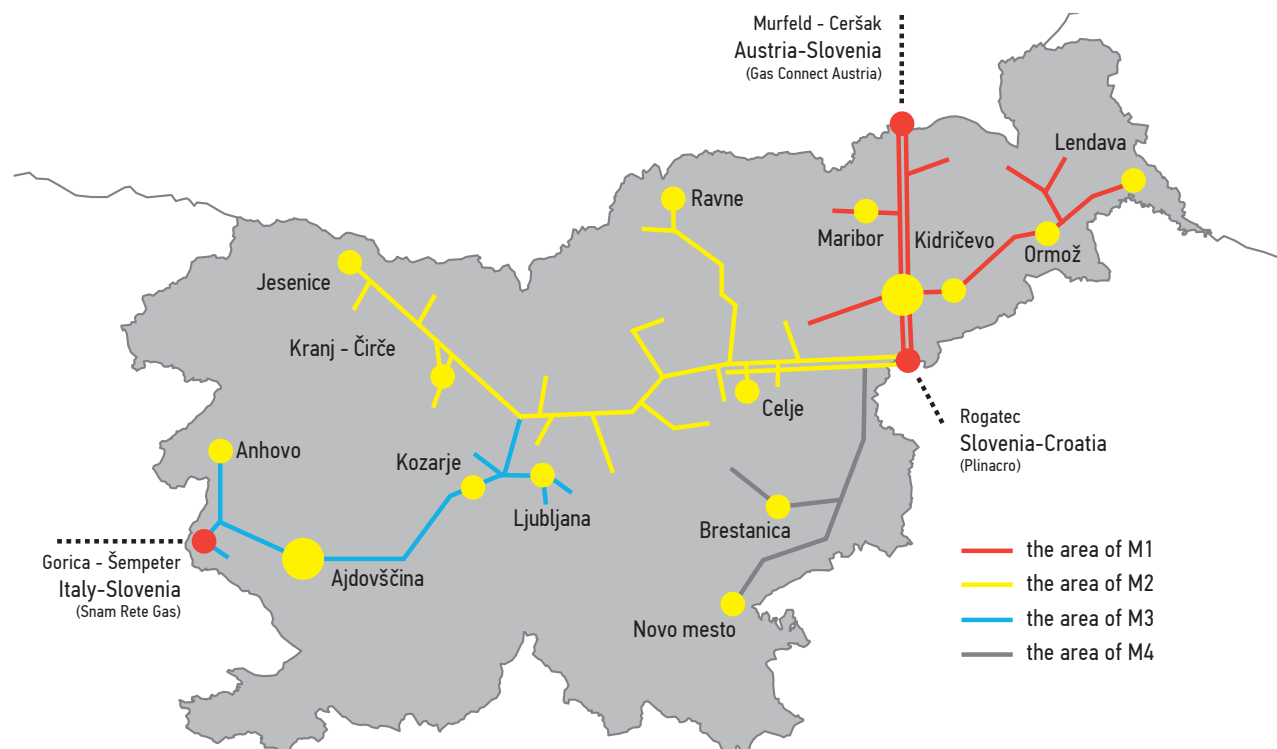 Murfeld - Ceršak
Austria-Slovenia
(Gas Connect Austria)
Lendava
Ravne
Maribor
Kidričevo
Ormož
Jesenice
Kranj - Čirče
Celje
Rogatec
Slovenia-Croatia
(Plinacro)
Anhovo
Kozarje
Ljubljana
Brestanica
Gorica - Šempeter
Italy-Slovenia
(Snam Rete Gas)
Ajdovščina
Novo mesto
the area of M1
the area of M2
the area of M3
the area of M4